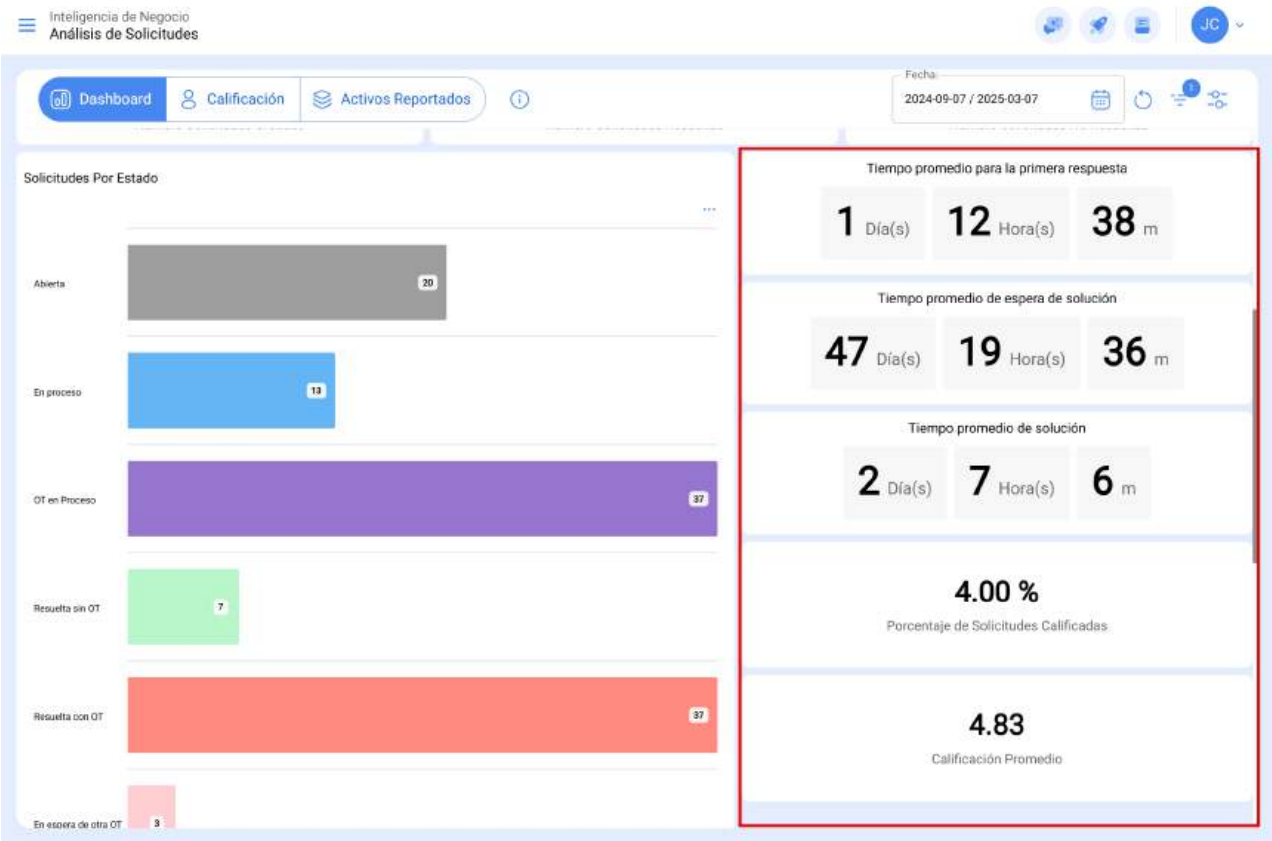 Inteligencia de Negocio
Análisis de Solicitudes
JC
Dashboard
Calificación
Activos Reportados
Fecha:
2024-09-07 / 2025-03-07
1
Solicitudes Por Estado
...
Abierta
20
En proceso
13
OT en Proceso
37
Resuelta sin OT
7
Resuelta con OT
37
En espera de otra OT
3
Tiempo promedio para la primera respuesta
1 Día(s) 12 Hora(s) 38 m
Tiempo promedio de espera de solución
47 Día(s) 19 Hora(s) 36 m
Tiempo promedio de solución
2 Día(s) 7 Hora(s) 6 m
4.00 %
Porcentaje de Solicitudes Calificadas
4.83
Calificación Promedio